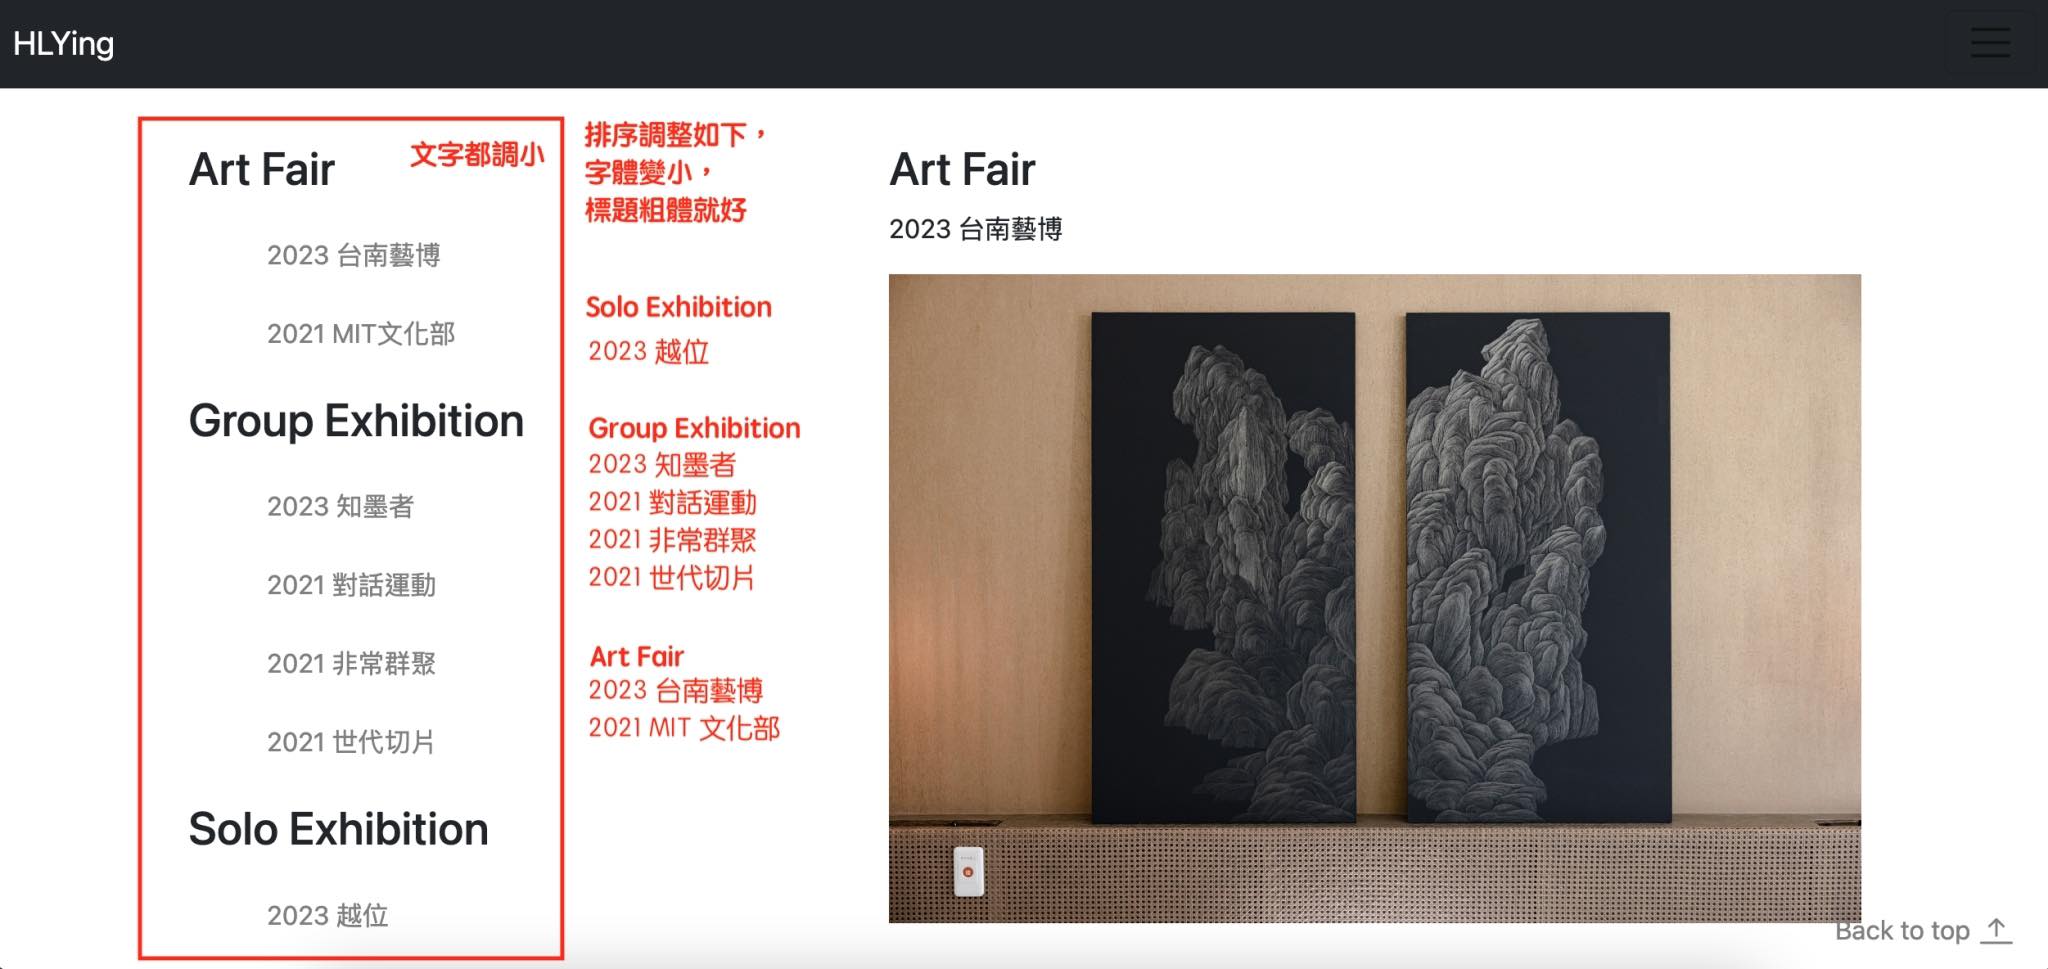 HLYing
Art Fair
文字都調小
2023 台南藝博
2021 MIT文化部
Group Exhibition
2023 知墨者
2021 對話運動
2021 非常群聚
2021 世代切片
Solo Exhibition
2023 越位
排序調整如下，
字體變小，
標題粗體就好
Solo Exhibition
2023 越位
Group Exhibition
2023 知墨者
2021 對話運動
2021 非常群聚
2021 世代切片
Art Fair
2023 台南藝博
2021 MIT 文化部
Art Fair
2023 台南藝博
Back to top